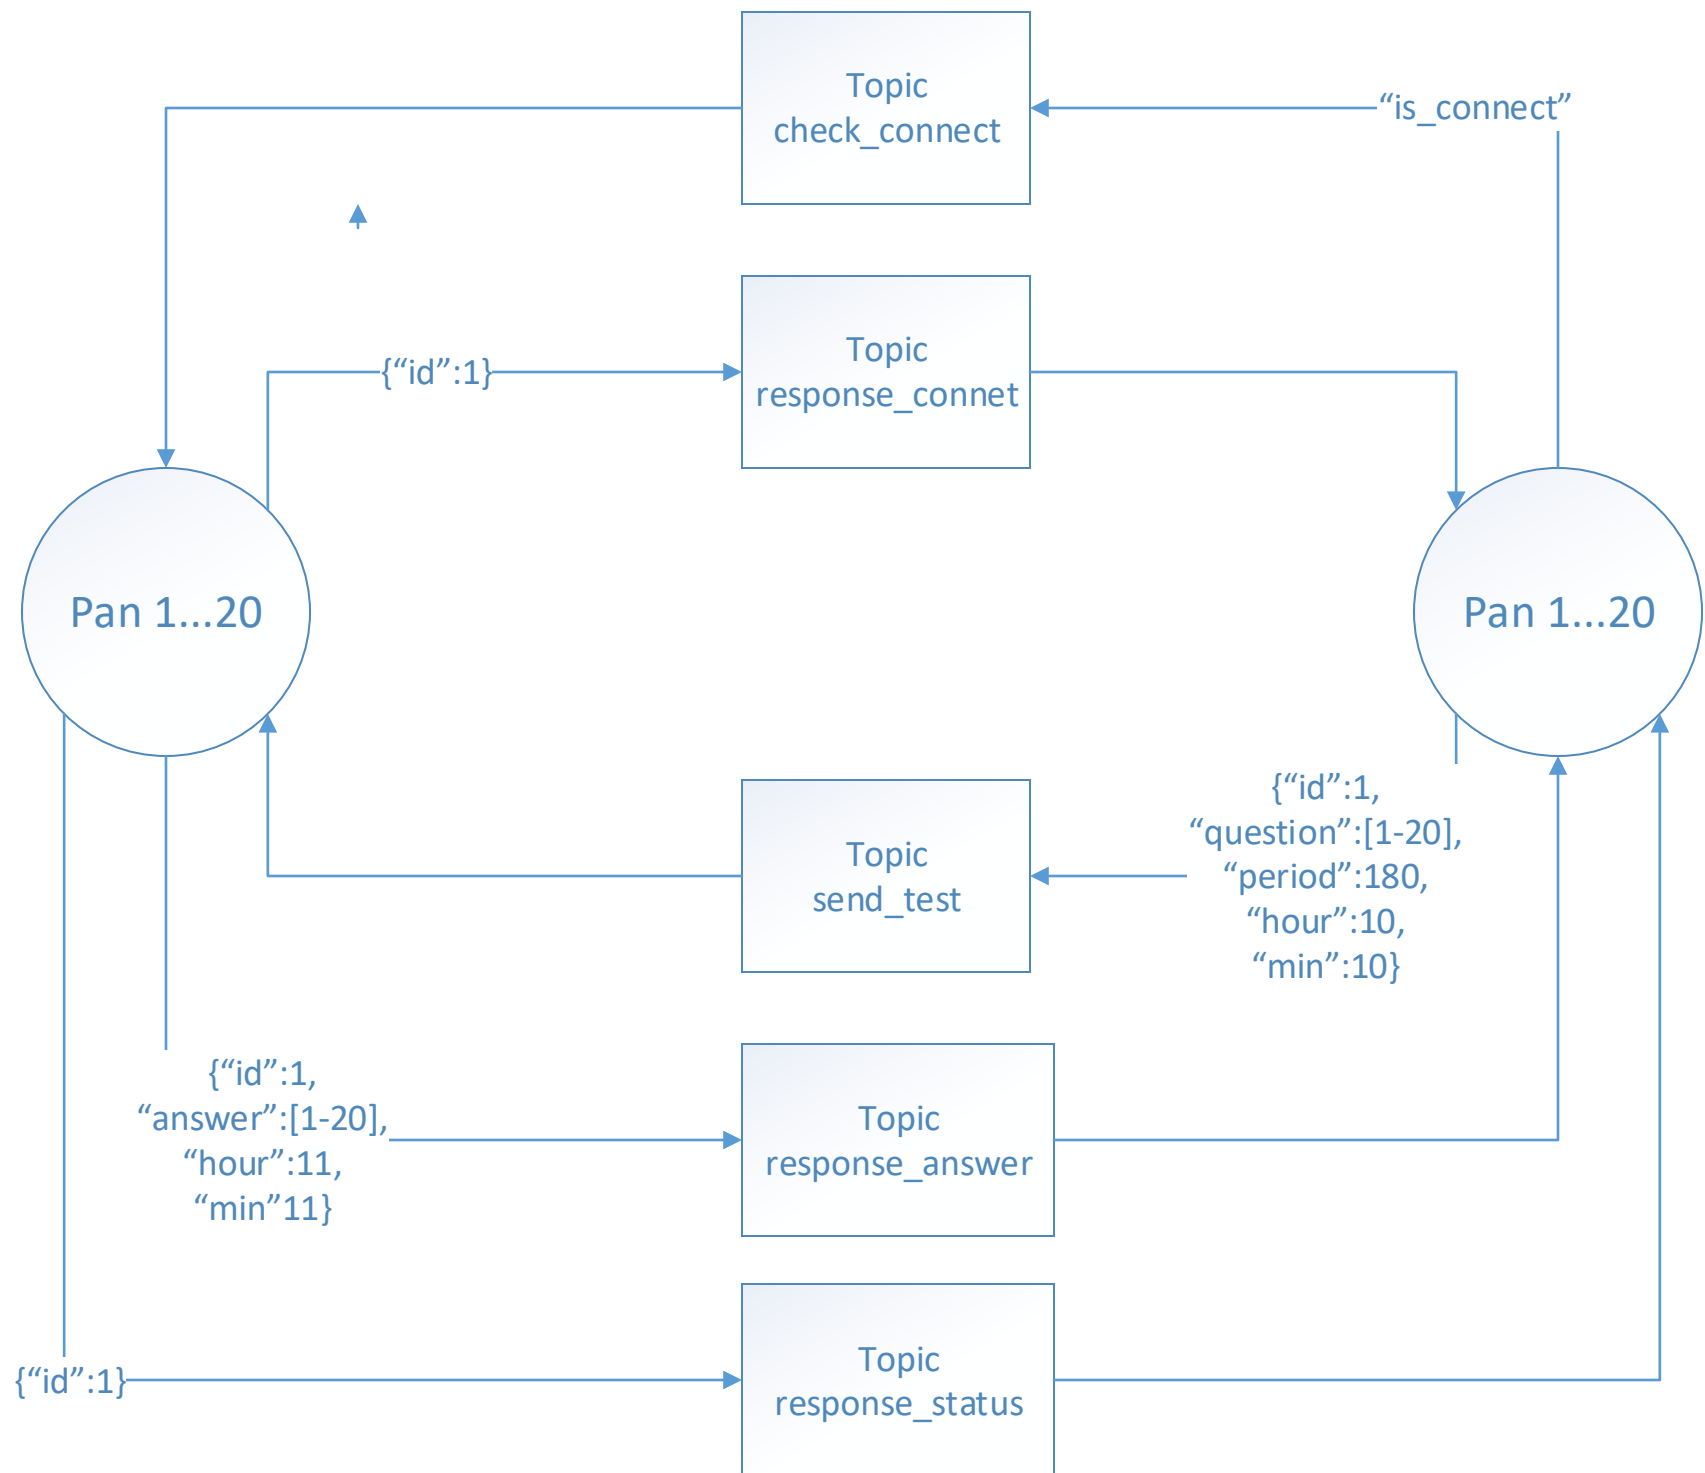 Topic
check_connect
“is_connect”
Topic
response_connet
{“id”:1}
Pan 1...20
Pan 1...20
Topic
send_test
{“id”:1,
“question”:[1-20],
“period”:180,
“hour”:10,
“min”:10}
{“id”:1,
“answer”:[1-20],
“hour”:11,
“min”11}
Topic
response_answer
{“id”:1}
Topic
response_status